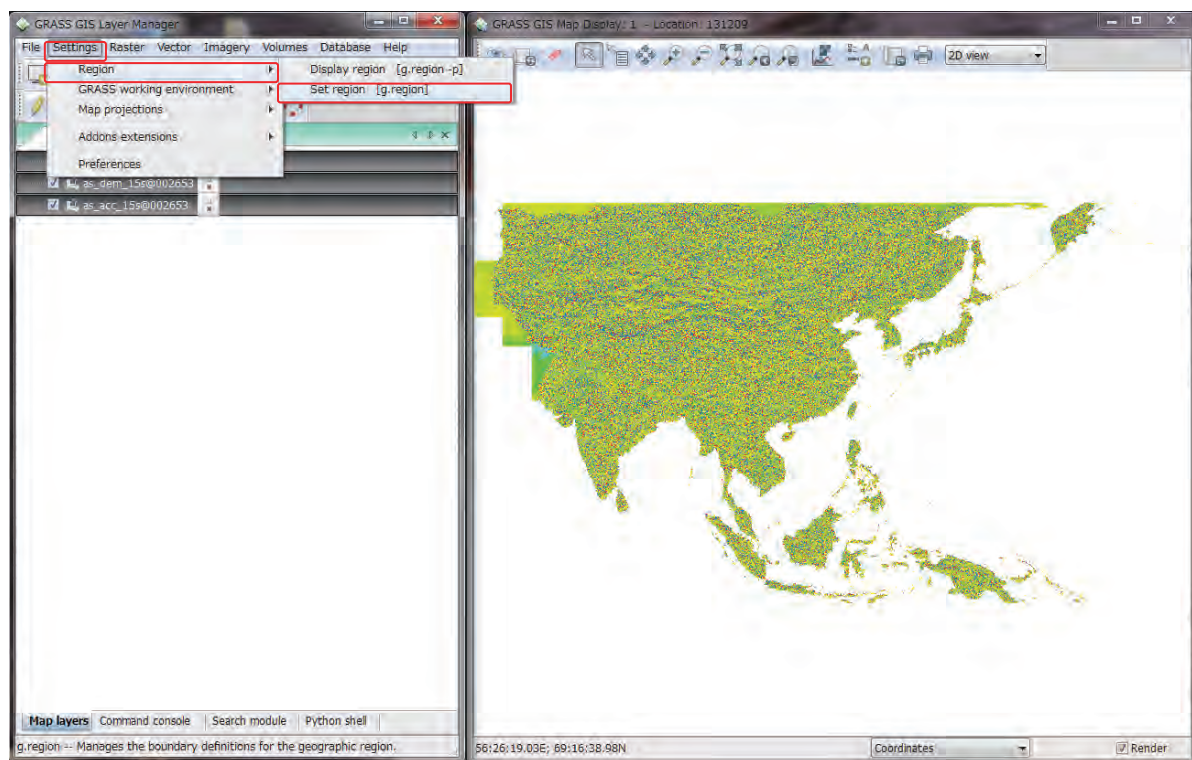 GRASS GIS Layer Manager
File Settings Raster Vector Imagery Volumes Database Help
Region
GRASS working environment
Map projections
Addons extensions
Preferences
Display region [g.region -p]
Set region [g.region]
as_dem_15s@002653
as_acc_15s@002653
Map layers Command console Search module Python shell
g.region -- Manages the boundary definitions for the geographic region.
GRASS GIS Map Display: 1 - Location: 131209
2D view
56:26:19.03E; 69:16:38.98N
Coordinates
Render